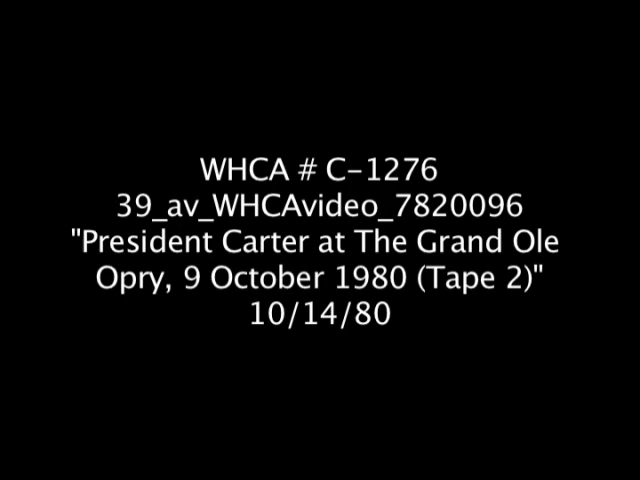 WHCA # C-1276
39_av_WHCAvideo_7820096
"President Carter at The Grand Ole
Opry, 9 October 1980 (Tape 2)"
10/14/80